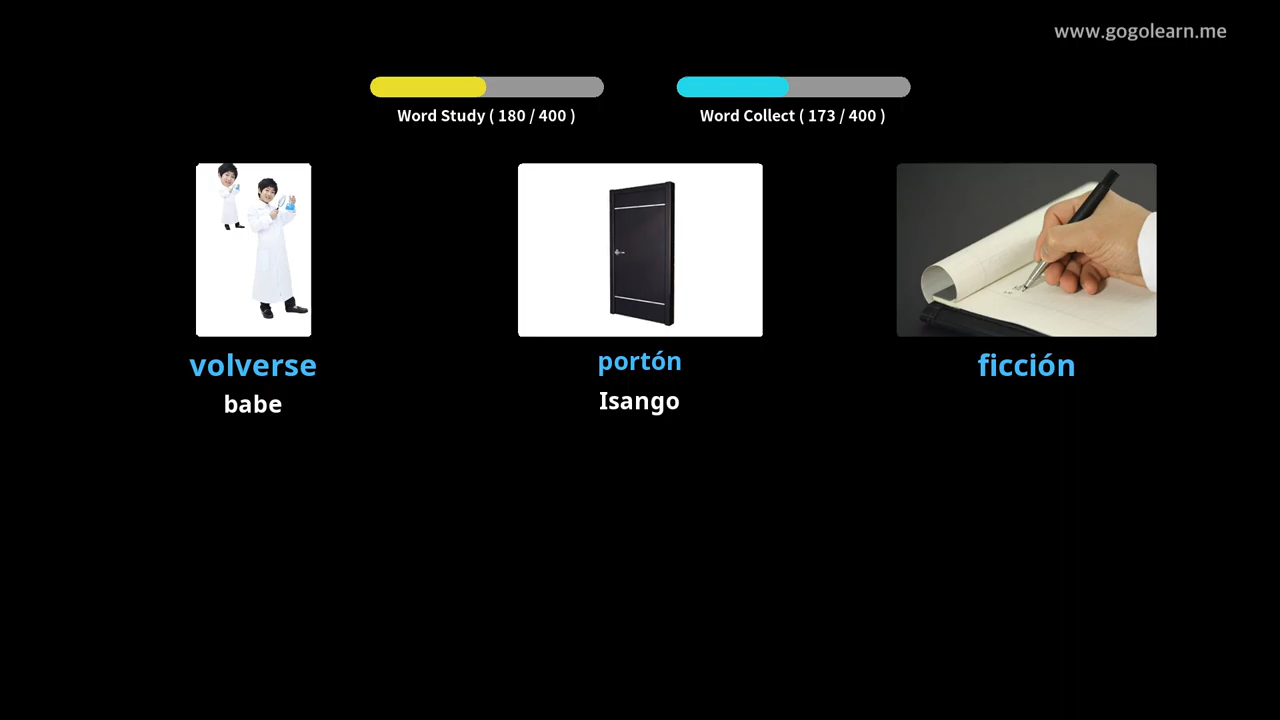 www.gogolearn.me
Word Study ( 180 / 400 )
Word Collect ( 173 / 400 )
volverse
babe
portón
Isango
ficción